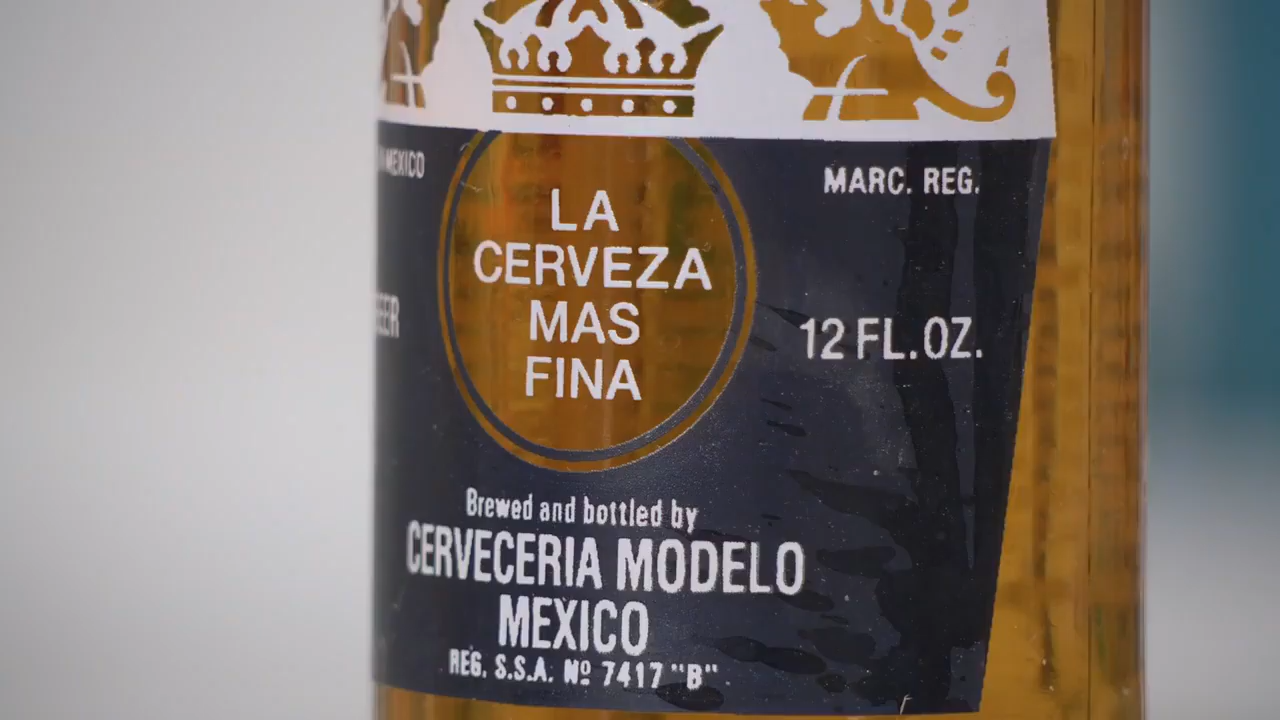 MEXICO
MARC. REG.
LA
CERVEZA
MAS
FINA
12 FL.OZ.
Brewed and bottled by
CERVECERIA MODELO
MEXICO
REG. S.S.A. Nº 7417 "B"